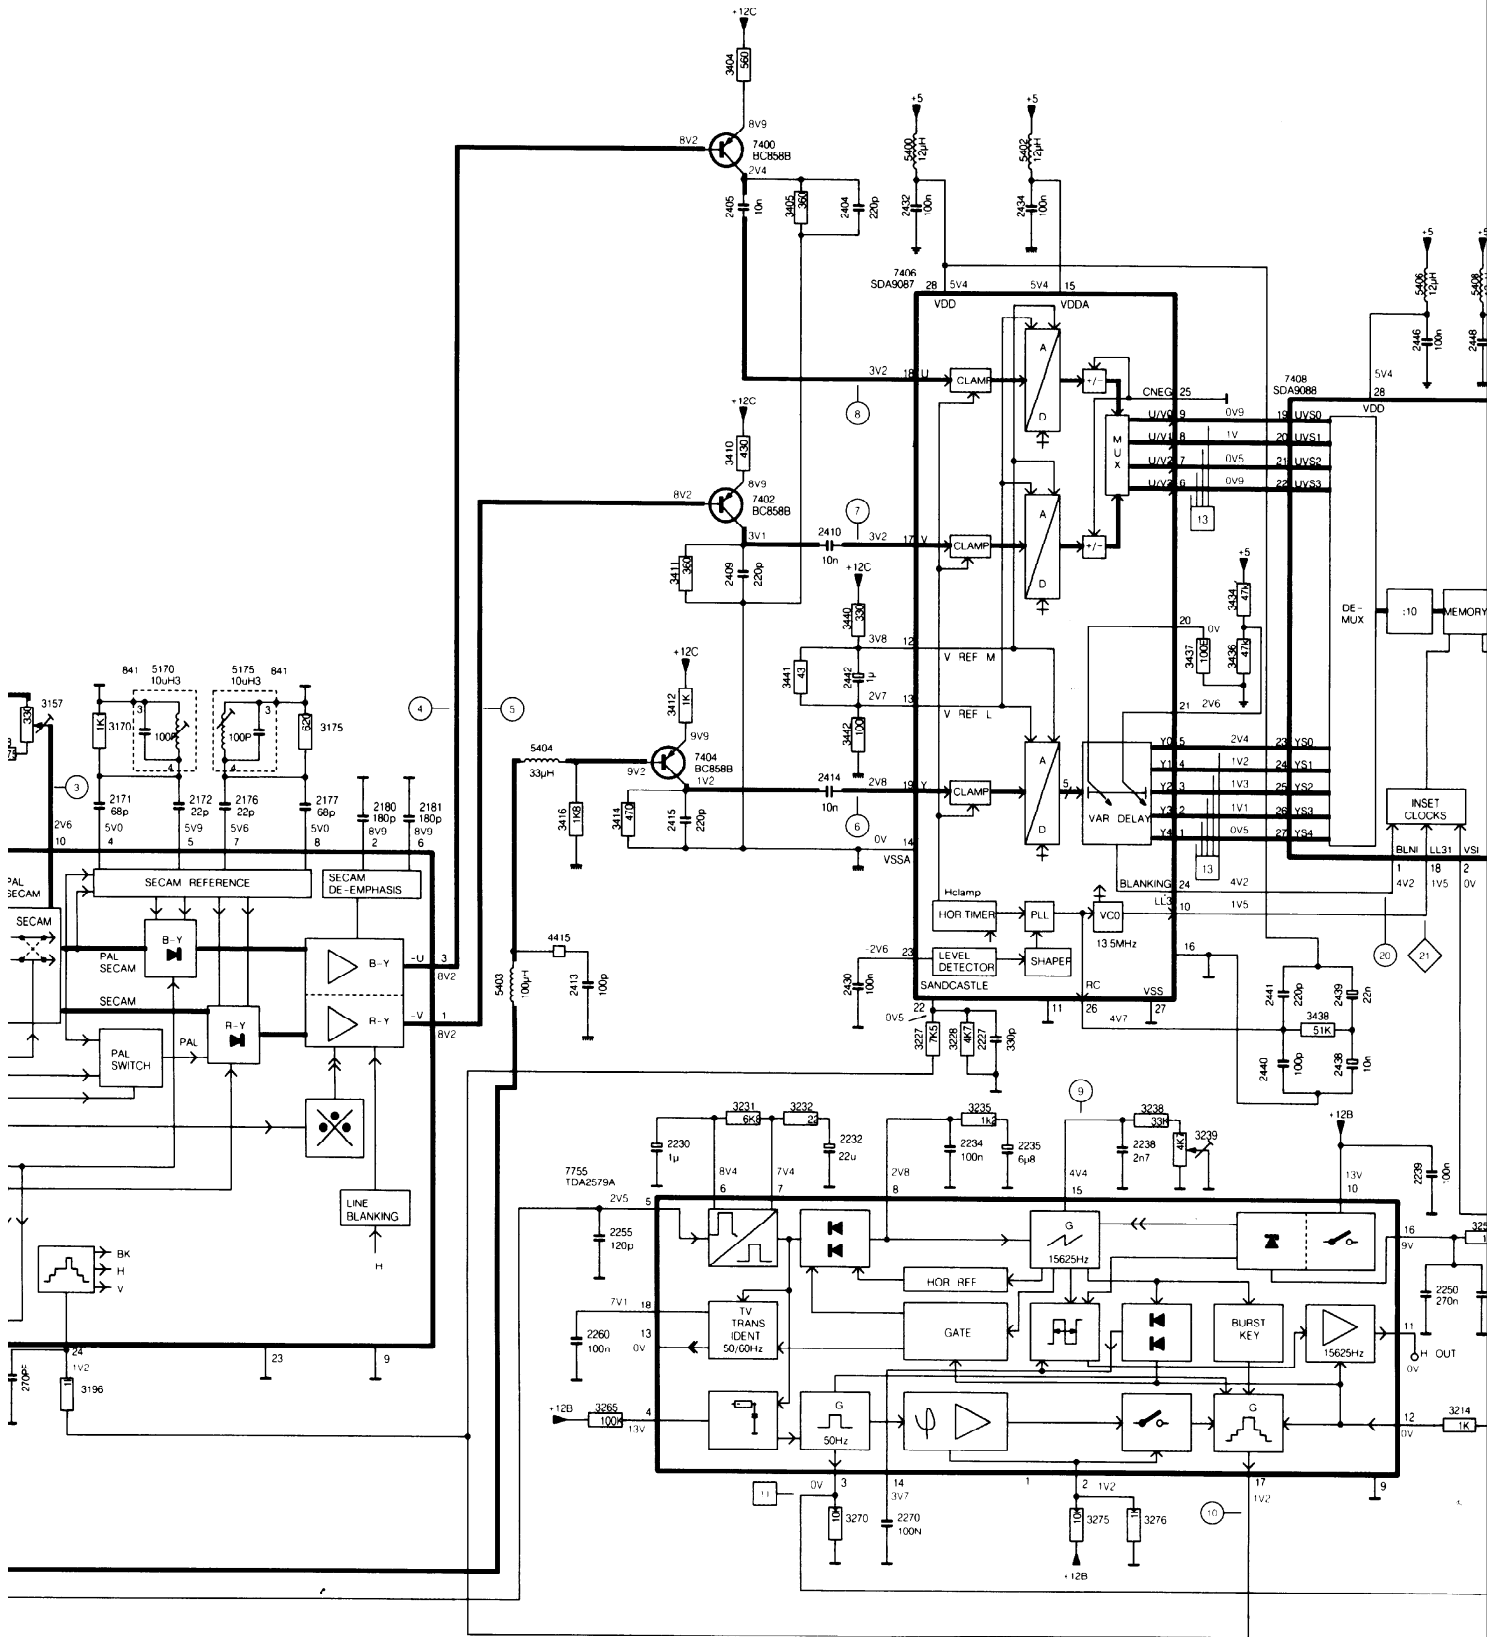 +12C
3404
560
8V9
8V2
7400
BC858B
2V4
2405
10n
3405
360
2404
220p
+5
5400
12µH
2432
100n
+5
5402
12µH
2434
100n
7406
SDA9087
28
5V4
5V4
15
VDD
VDDA
A
D
3V2
18
U
CLAMP
+/-
8
CNEG
25
U/V0
9
0V9
U/V1
8
1V
U/V2
7
0V5
6
0V9
M
U
X
13
+5
5406
12µH
2446
100n
+5
5408
2448
5V4
28
VDD
7408
SDA9088
19
UVS0
20
UVS1
21
UVS2
22
UVS3
DE-
MUX
:10
MEMORY
+12C
3410
430
8V9
8V2
7402
BC858B
3V1
2410
10n
7
3V2
17
V
CLAMP
A
D
+/-
3411
360
2409
220p
+12C
3440
330
3V8
12
V REF M
3441
43
2442
1µ
2V7
13
V REF L
3442
100
+5
3434
47k
3436
47k
20
0V
3437
100E
21
2V6
+12C
3412
1K
9V9
9V2
7404
BC858B
1V2
5404
33µH
3416
1K8
3414
470
2415
220p
2414
10n
2V8
19
Y
CLAMP
A
D
5
VAR DELAY
6
0V
14
VSSA
Y0
5
2V4
23
YS0
Y1
4
1V2
24
YS1
Y2
3
1V3
25
YS2
Y3
2
1V1
26
YS3
Y4
1
0V5
27
YS4
13
INSET
CLOCKS
BLNI
LL31
VSI
1
18
2
4V2
1V5
0V
BLANKING
24
4V2
LL3
10
1V5
20
21
Hclamp
HOR TIMER
PLL
VCO
13.5MHz
LEVEL
DETECTOR
SHAPER
SANDCASTLE
-2V6
23
2430
100n
22
0V5
3227
7K5
3228
4K7
2227
330p
11
RC
26
4V7
VSS
27
16
2441
220p
2439
22n
3438
51K
2440
100p
2438
10n
841
5170
10uH3
5175
10uH3
841
3157
330
3170
1K
3
100P
4
3
100P
4
3175
620
3
2171
68p
2172
22p
2176
22p
2177
68p
2180
180p
2181
180p
2V6
5V0
5V9
5V6
5V0
8V9
8V9
10
4
5
7
8
2
6
4
5
PAL
SECAM
SECAM REFERENCE
SECAM
DE-EMPHASIS
SECAM
B-Y
PAL
SECAM
SECAM
R-Y
PAL
SWITCH
PAL
B-Y
R-Y
-U
3
8V2
-V
1
8V2
5403
100µH
4415
2413
100p
LINE
BLANKING
H
BK
H
V
24
1V2
23
9
270PF
3196
7755
TDA2579A
2V5
5
2255
120p
2230
1µ
3231
6K8
3232
22
2232
22u
8V4
6
7V4
7
2V8
8
2234
100n
3235
1k2
2235
6µ8
9
4V4
15
3238
33K
2238
2n7
4K7
3239
+12B
13V
10
2239
100n
16
9V
2250
270n
G
15625Hz
HOR REF
GATE
TV
TRANS
IDENT
50/60Hz
BURST
KEY
15625Hz
7V1
18
2260
100n
13
0V
11
H OUT
0V
+12B
3265
100K
4
13V
G
50Hz
φ
G
12
0V
3214
1K
11
0V
3
3270
10K
14
3V7
2270
100N
1
2
1V2
10K
3275
+12B
1K
3276
10
17
1V2
9